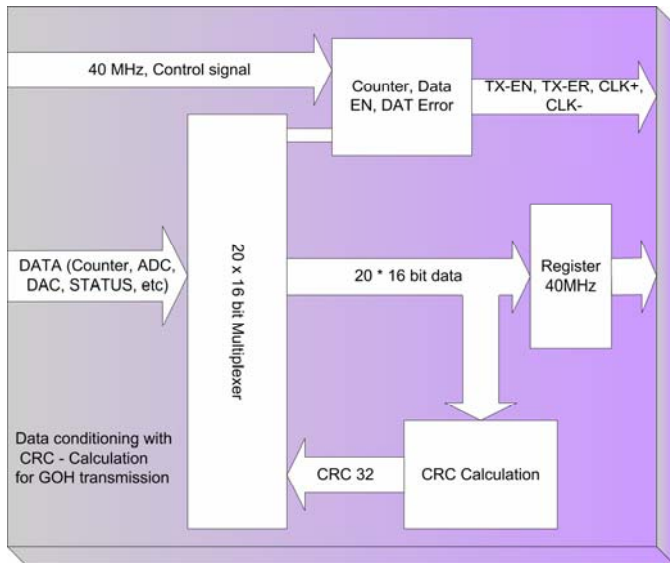 40 MHz, Control signal
Counter, Data
EN, DAT Error
TX-EN, TX-ER, CLK+,
CLK-
DATA (Counter, ADC,
DAC, STATUS, etc)
20 x 16 bit Multiplexer
20 * 16 bit data
Register
40MHz
Data conditioning with
CRC - Calculation
for GOH transmission
CRC 32
CRC Calculation